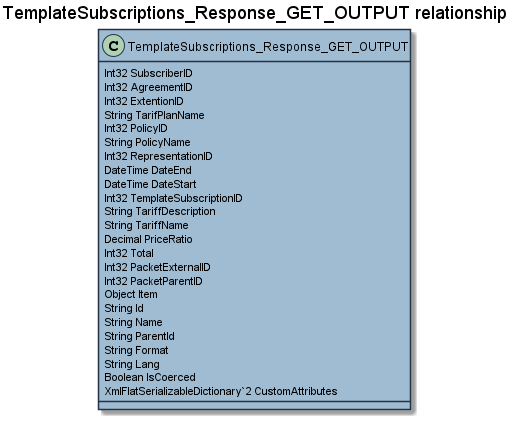 TemplateSubscriptions_Response_GET_OUTPUT relationship
C TemplateSubscriptions_Response_GET_OUTPUT
Int32 SubscriberID
Int32 AgreementID
Int32 ExtentionID
String TarifPlanName
Int32 PolicyID
String PolicyName
Int32 RepresentationID
DateTime DateEnd
DateTime DateStart
Int32 TemplateSubscriptionID
String TariffDescription
String TariffName
Decimal PriceRatio
Int32 Total
Int32 PacketExternalID
Int32 PacketParentID
Object Item
String Id
String Name
String ParentId
String Format
String Lang
Boolean IsCoerced
XmlFlatSerializableDictionary`2 CustomAttributes